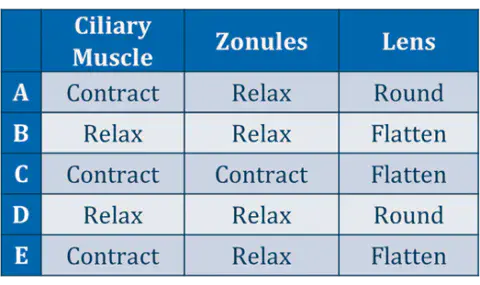 Ciliary Muscle Zonules Lens
A Contract Relax Round
B Relax Relax Flatten
C Contract Contract Flatten
D Relax Relax Round
E Contract Relax Flatten